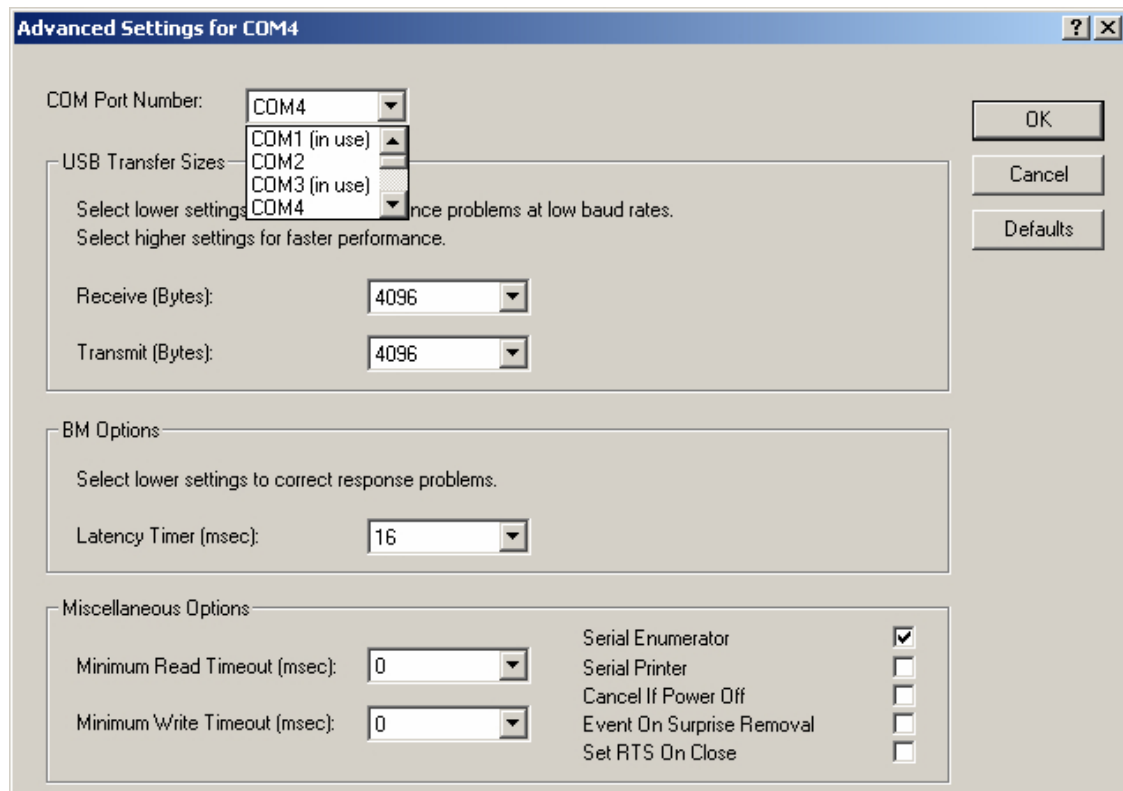 Advanced Settings for COM4
COM Port Number:
COM4
COM1 (in use)
COM2
COM3 (in use)
COM4
OK
Cancel
Defaults
USB Transfer Sizes
Select lower settings nce problems at low baud rates.
Select higher settings for faster performance.
Receive (Bytes):
4096
Transmit (Bytes):
4096
BM Options
Select lower settings to correct response problems.
Latency Timer (msec):
16
Miscellaneous Options
Minimum Read Timeout (msec):
0
Minimum Write Timeout (msec):
0
Serial Enumerator
Serial Printer
Cancel If Power Off
Event On Surprise Removal
Set RTS On Close